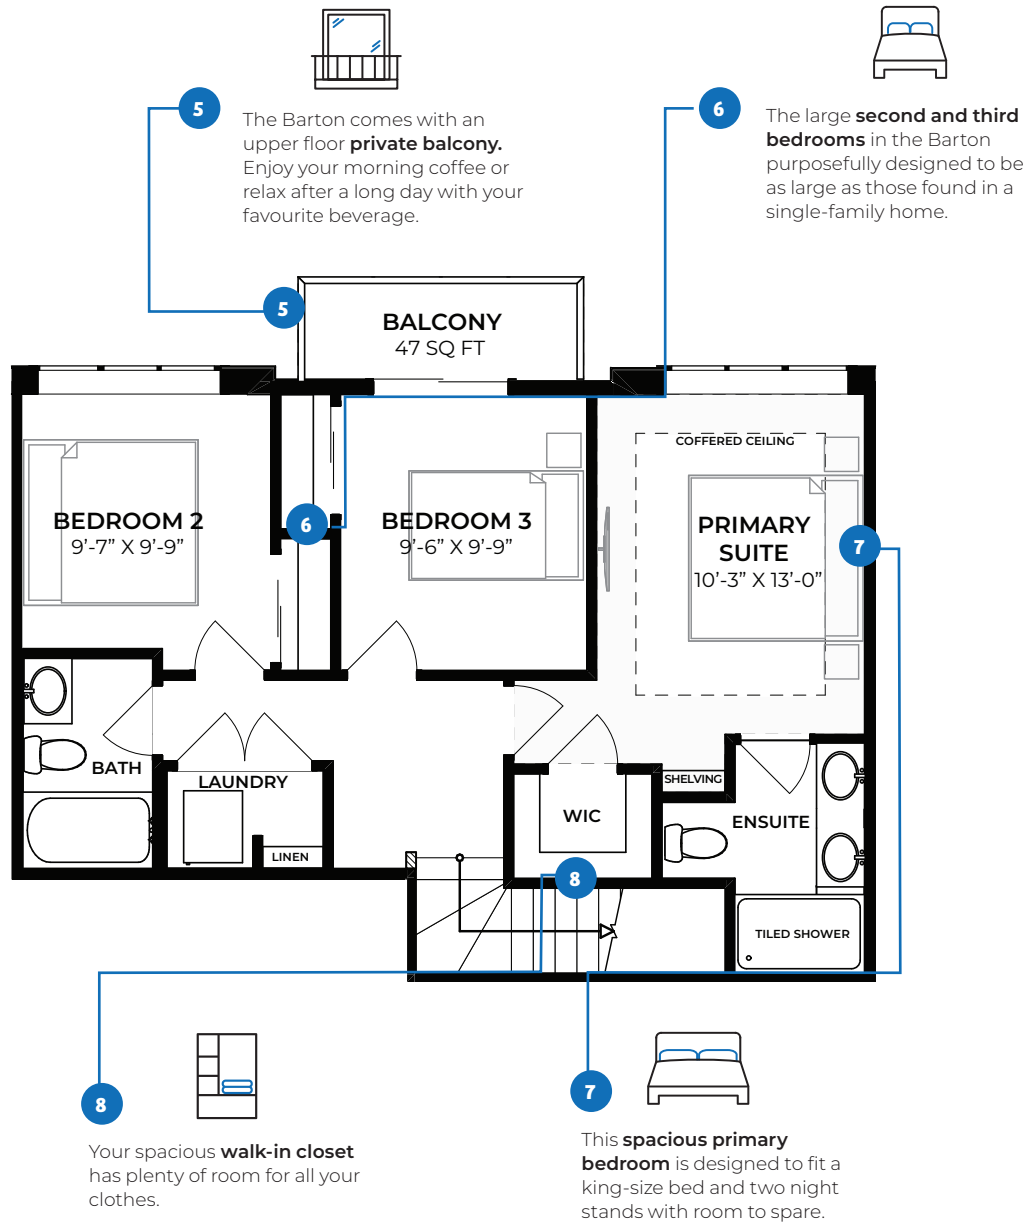 5
The Barton comes with an
upper floor private balcony.
Enjoy your morning coffee or
relax after a long day with your
favourite beverage.
6
The large second and third
bedrooms in the Barton
purposefully designed to be
as large as those found in a
single-family home.
5
BALCONY
47 SQ FT
COFFERED CEILING
BEDROOM 2
9’-7” X 9’-9”
6
BEDROOM 3
9’-6” X 9’-9”
PRIMARY
SUITE
10’-3” X 13’-0”
7
BATH
LAUNDRY
LINEN
WIC
SHELVING
ENSUITE
8
TILED SHOWER
8
Your spacious walk-in closet
has plenty of room for all your
clothes.
7
This spacious primary
bedroom is designed to fit a
king-size bed and two night
stands with room to spare.